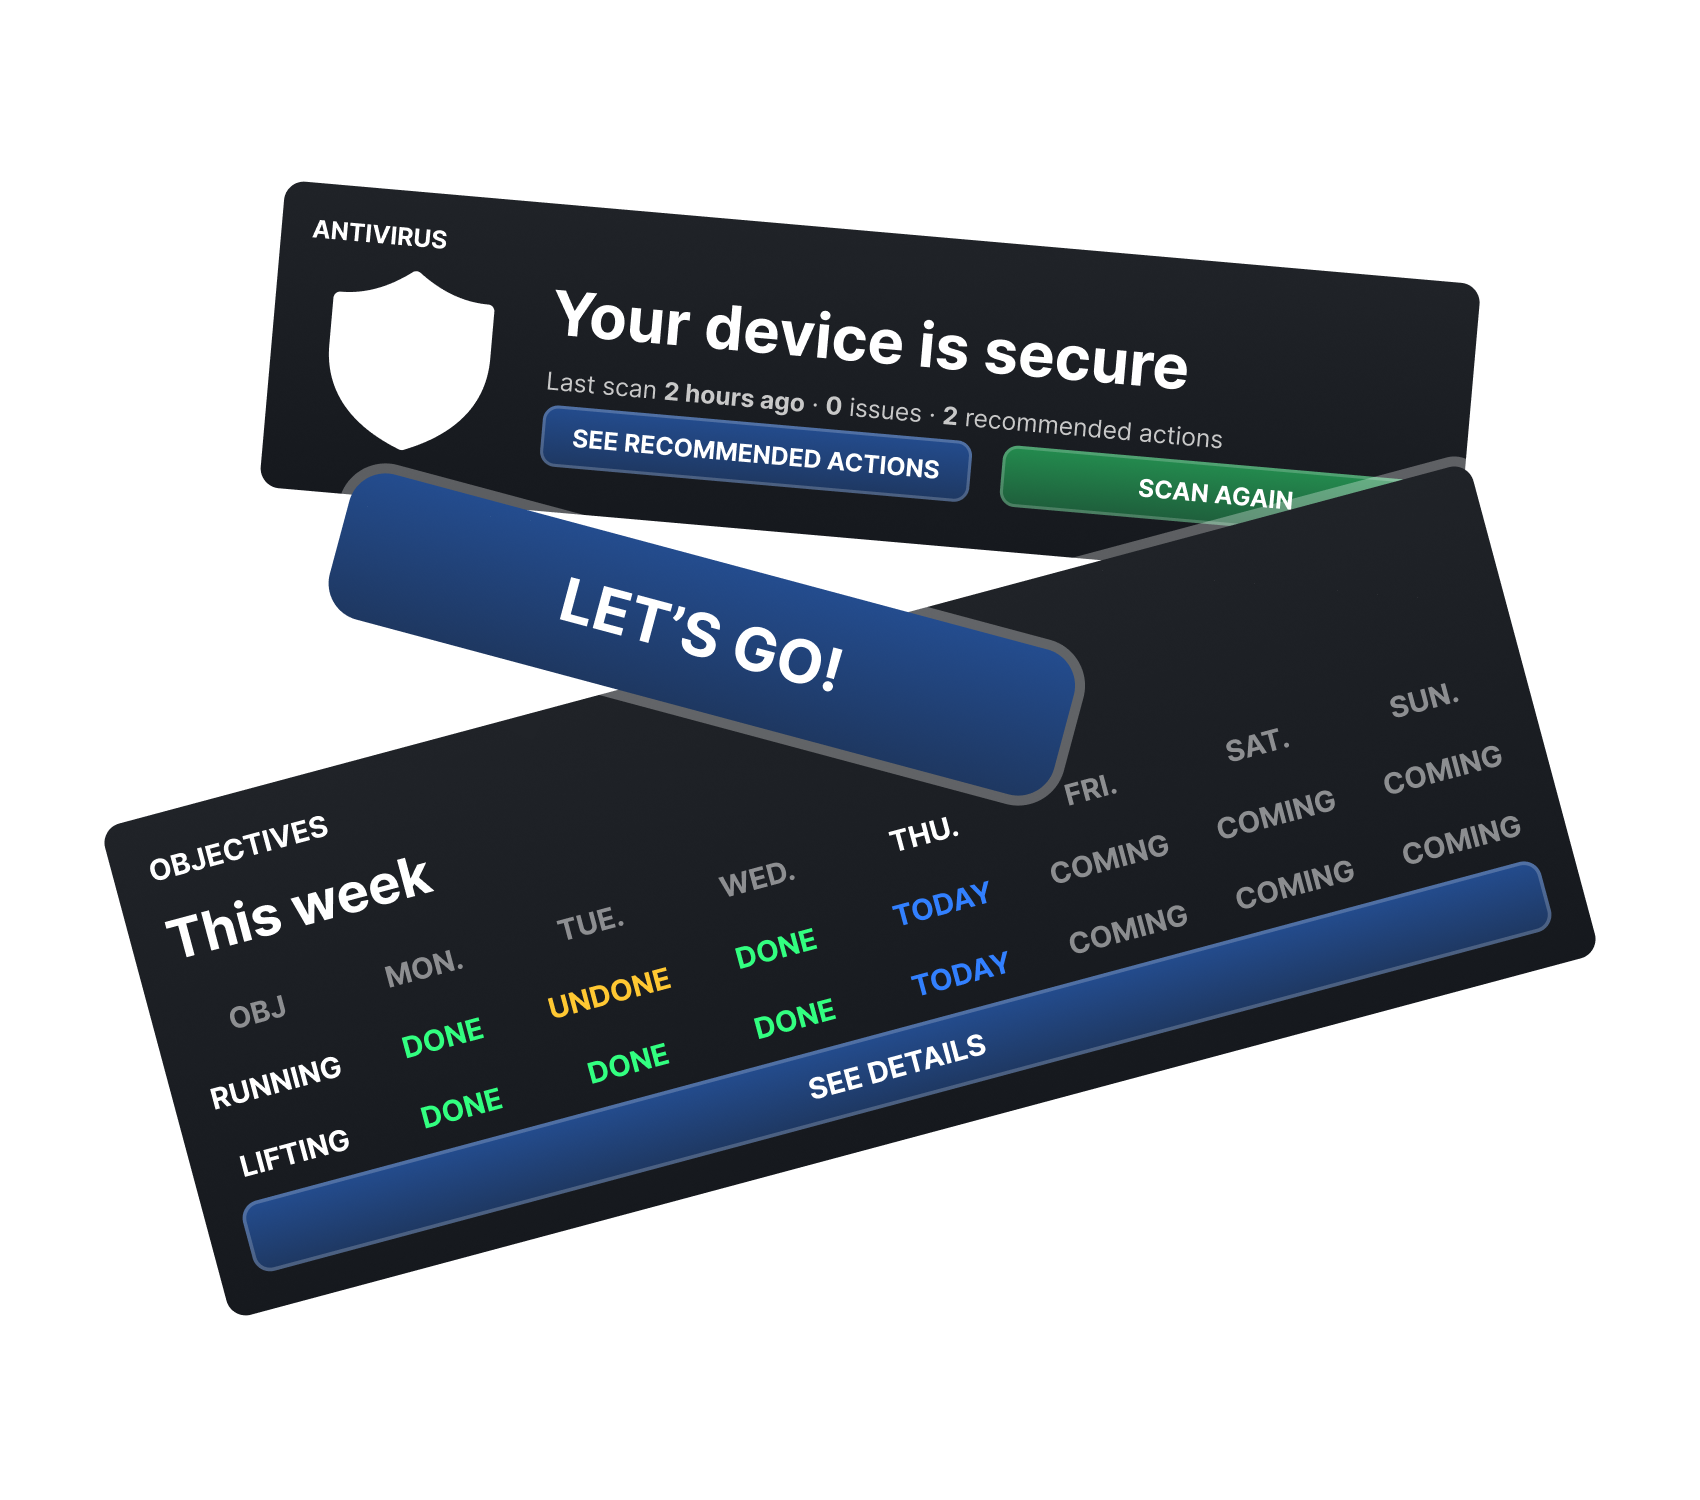 ANTIVIRUS
Your device is secure
Last scan 2 hours ago · 0 issues · 2 recommended actions
SEE RECOMMENDED ACTIONS
SCAN AGAIN
LET’S GO!
OBJECTIVES
This week
OBJ MON. TUE. WED. THU. FRI. SAT. SUN.
RUNNING DONE UNDONE DONE TODAY COMING COMING COMING
LIFTING DONE DONE DONE TODAY COMING COMING COMING
SEE DETAILS